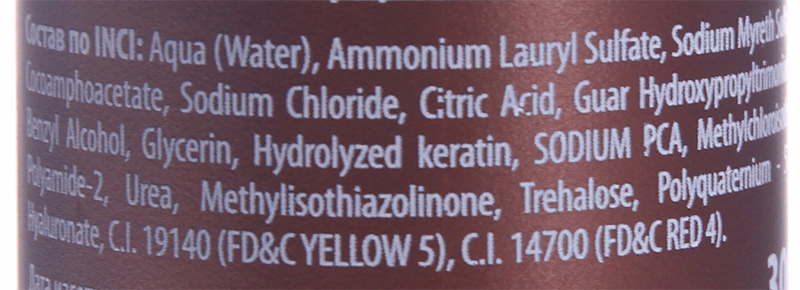 Состав по INCI: Aqua (Water), Ammonium Lauryl Sulfate, Sodium Myreth
Cocoamphoacetate, Sodium Chloride, Citric Acid, Guar Hydroxypropyltrimoni
Benzyl Alcohol, Glycerin, Hydrolyzed keratin, SODIUM PCA, Methylchloroiso
Polyamide-2, Urea, Methylisothiazolinone, Trehalose, Polyquaternium -
Hyaluronate, C.I. 19140 (FD&C YELLOW 5), C.I. 14700 (FD&C RED 4).